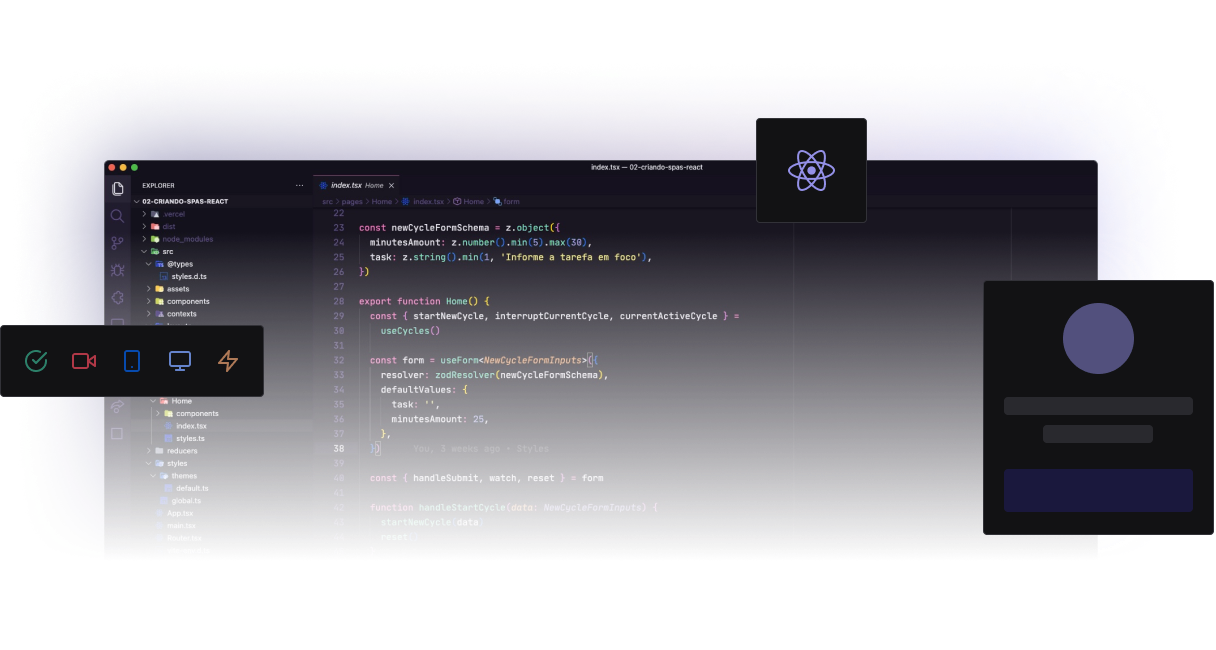 index.tsx — 02-criando-spas-react
EXPLORER ···
02-CRIANDO-SPAS-REACT
.vercel
dist
node_modules
src
@types
styles.d.ts
assets
components
contexts
Home
components
index.tsx
styles.ts
reducers
styles
themes
default.ts
global.ts
App.tsx
main.tsx
Router.tsx
index.tsx Home ×
src > pages > Home > index.tsx > Home > form
22
23 const newCycleFormSchema = z.object({
24 minutesAmount: z.number().min(5).max(30),
25 task: z.string().min(1, 'Informe a tarefa em foco'),
26 })
27
28 export function Home() {
29 const { startNewCycle, interruptCurrentCycle, currentActiveCycle } =
30 useCycles()
31
32 const form = useForm<NewCycleFormInputs>({
33 resolver: zodResolver(newCycleFormSchema),
34 defaultValues: {
35 task: '',
36 minutesAmount: 25,
37 },
38 }) You, 3 weeks ago · Styles
39
40 const { handleSubmit, watch, reset } = form
41
42 function handleStartCycle(data: NewCycleFormInputs) {
startNewCycle(data)
reset